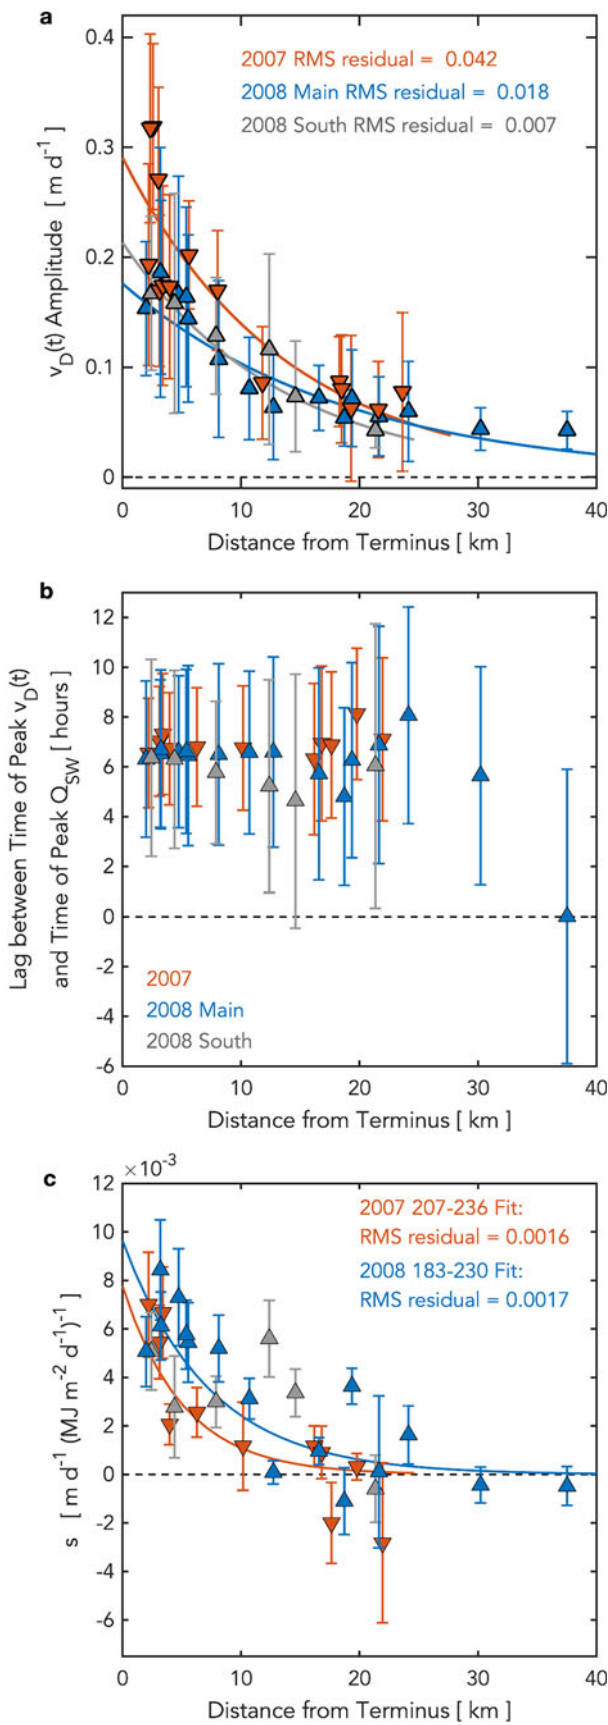 a
0.4
0.3
0.2
0.1
0
v_D(t) Amplitude [ m d⁻¹ ]
2007 RMS residual = 0.042
2008 Main RMS residual = 0.018
2008 South RMS residual = 0.007
0 10 20 30 40
Distance from Terminus [ km ]
b
12
10
8
6
4
2
0
-2
-4
-6
Lag between Time of Peak v_D(t)
and Time of Peak Q_SW [ hours ]
2007
2008 Main
2008 South
0 10 20 30 40
Distance from Terminus [ km ]
c
×10⁻³
12
10
8
6
4
2
0
-2
-4
-6
s [ m d⁻¹ (MJ m⁻² d⁻¹)⁻¹ ]
2007 207-236 Fit:
RMS residual = 0.0016
2008 183-230 Fit:
RMS residual = 0.0017
0 10 20 30 40
Distance from Terminus [ km ]